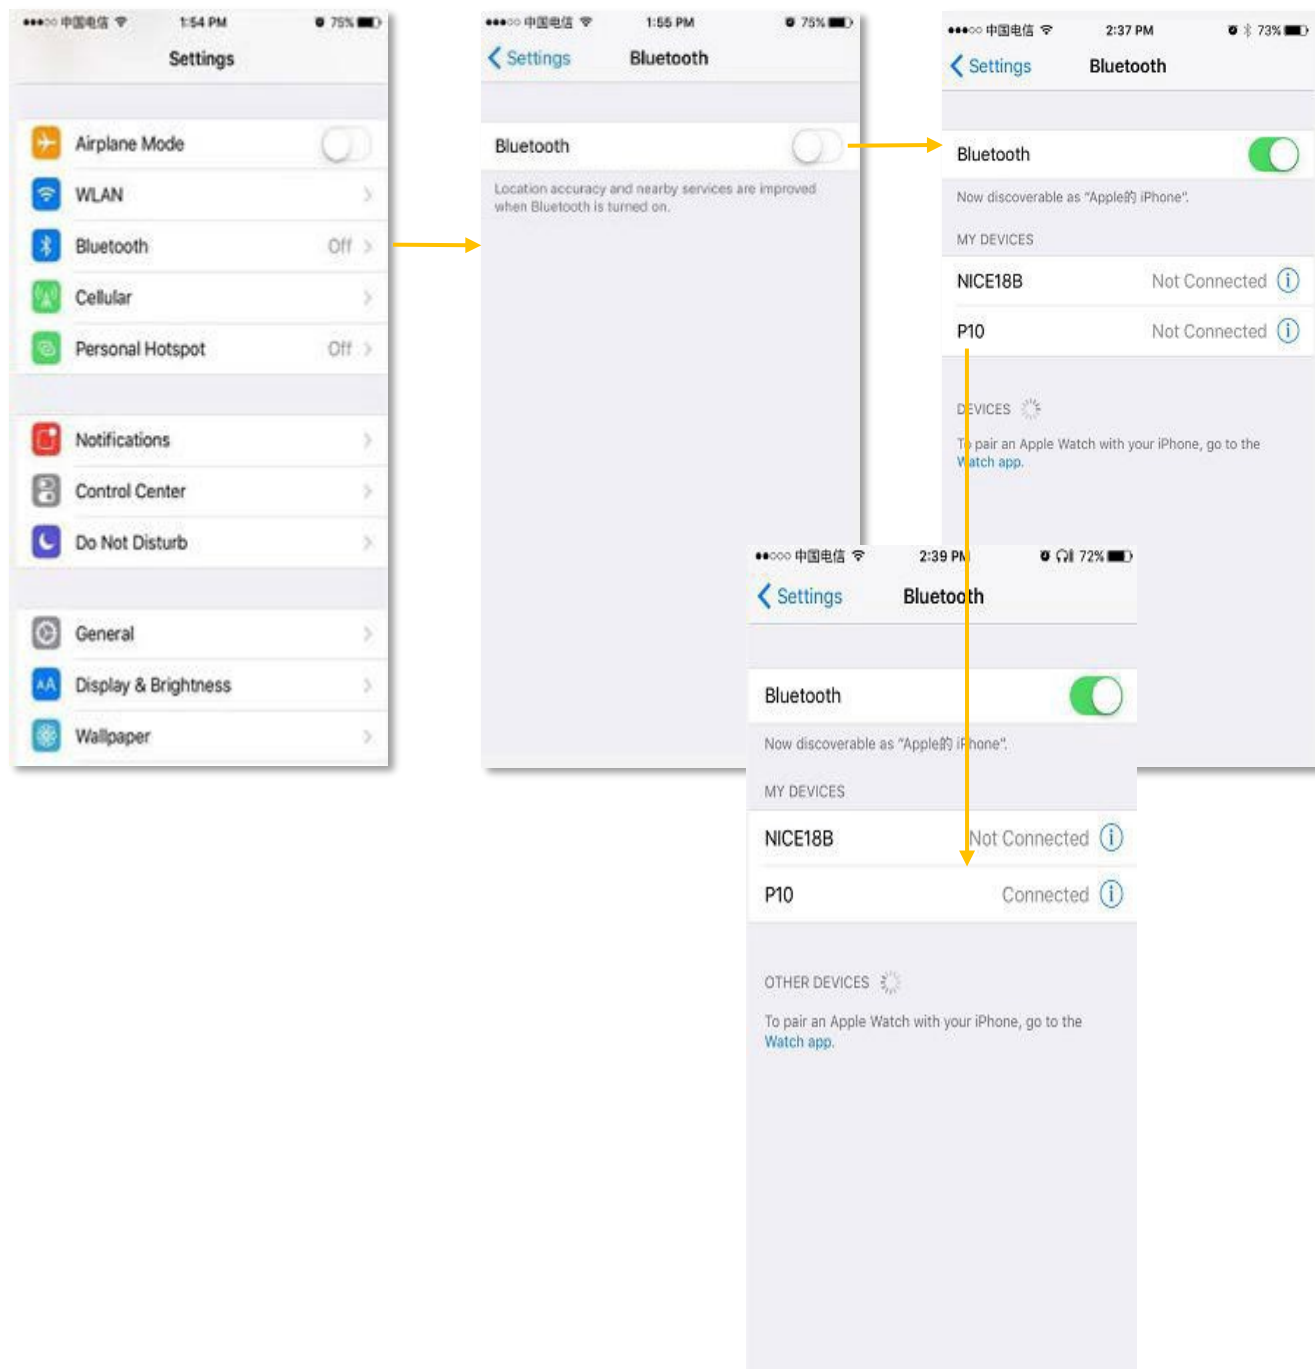 中国电信 1:54 PM 75%
Settings
Airplane Mode
WLAN
Bluetooth Off
Cellular
Personal Hotspot Off
Notifications
Control Center
Do Not Disturb
General
AA Display & Brightness
Wallpaper
中国电信 1:55 PM 75%
Settings Bluetooth
Bluetooth
Location accuracy and nearby services are improved
when Bluetooth is turned on.
中国电信 2:37 PM 73%
Settings Bluetooth
Bluetooth
Now discoverable as "Apple的 iPhone".
MY DEVICES
NICE18B Not Connected
P10 Not Connected
DEVICES
To pair an Apple Watch with your iPhone, go to the
Watch app.
中国电信 2:39 PM 72%
Settings Bluetooth
Bluetooth
Now discoverable as "Apple的 iPhone".
MY DEVICES
NICE18B Not Connected
P10 Connected
OTHER DEVICES
To pair an Apple Watch with your iPhone, go to the
Watch app.